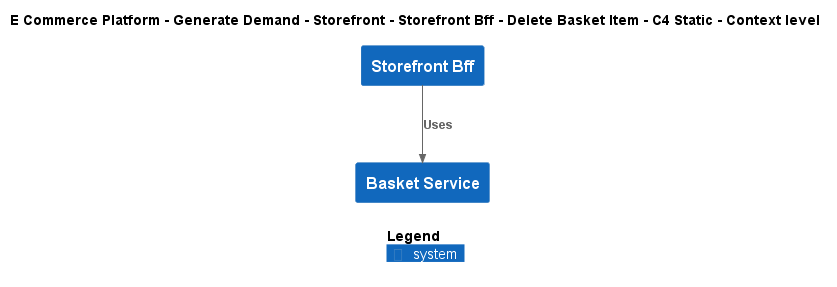 E Commerce Platform - Generate Demand - Storefront - Storefront Bff - Delete Basket Item - C4 Static - Context level
Storefront Bff
Uses
Basket Service
Legend
system